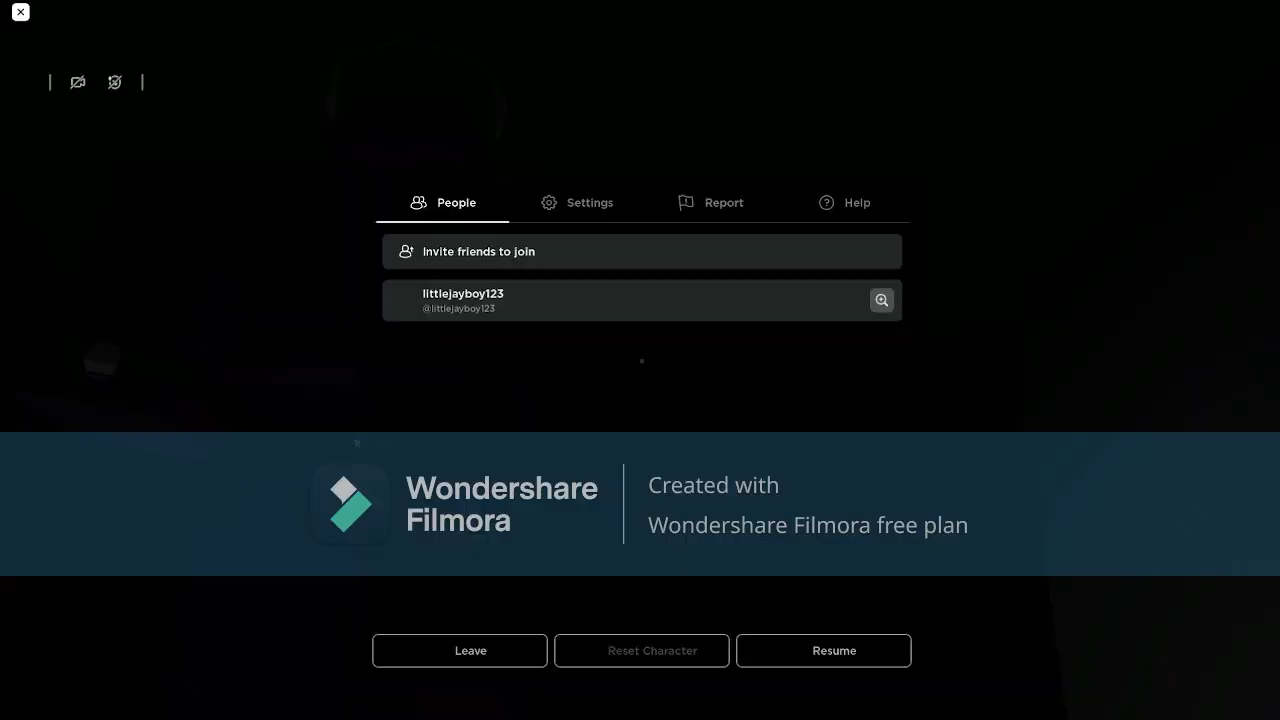 People
Settings
Report
Help
Invite friends to join
littlejayboy123
@littlejayboy123
Wondershare
Filmora
Created with
Wondershare Filmora free plan
Leave
Reset Character
Resume